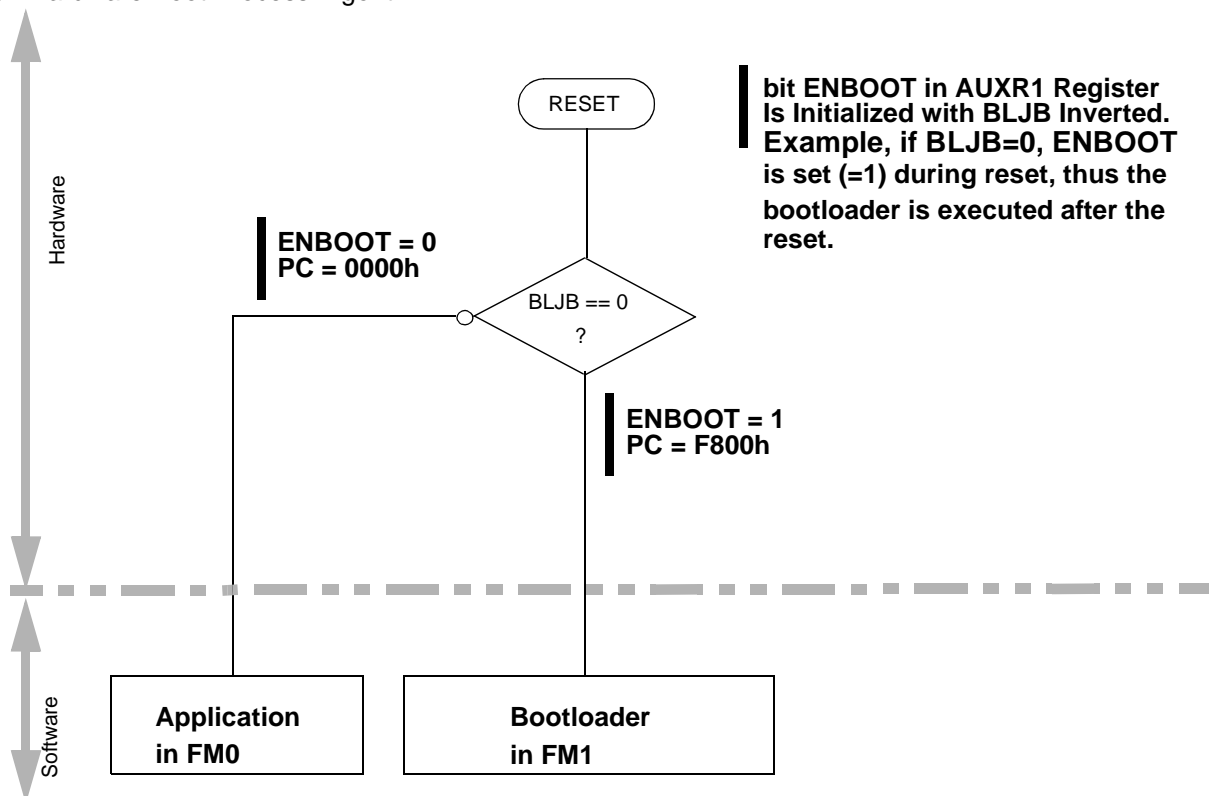 RESET
bit ENBOOT in AUXR1 Register
Is Initialized with BLJB Inverted.
Example, if BLJB=0, ENBOOT
is set (=1) during reset, thus the
bootloader is executed after the
reset.
Hardware
ENBOOT = 0
PC = 0000h
BLJB == 0
?
ENBOOT = 1
PC = F800h
Software
Application
in FM0
Bootloader
in FM1